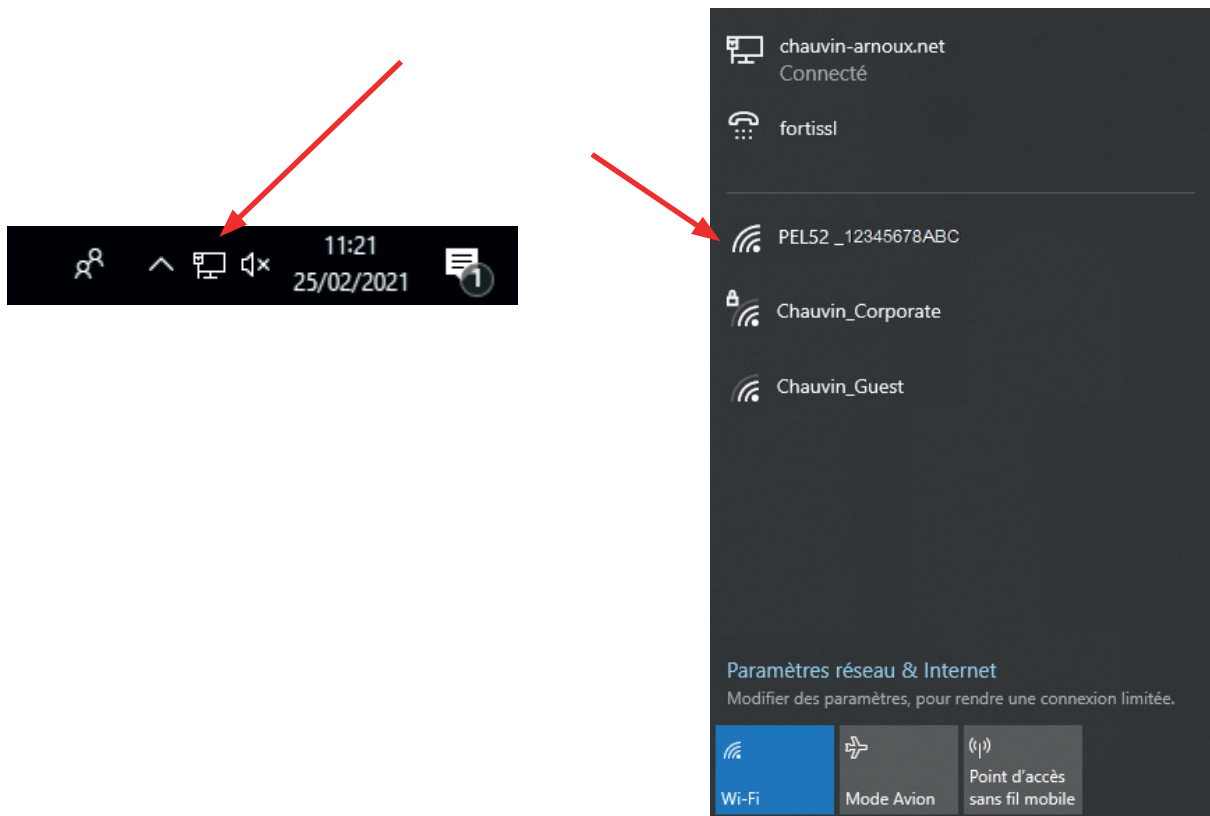 11:21
25/02/2021
1
chauvin-arnoux.net
Connecté
fortissl
PEL52 _12345678ABC
Chauvin_Corporate
Chauvin_Guest
Paramètres réseau & Internet
Modifier des paramètres, pour rendre une connexion limitée.
Wi-Fi
Mode Avion
Point d'accès
sans fil mobile